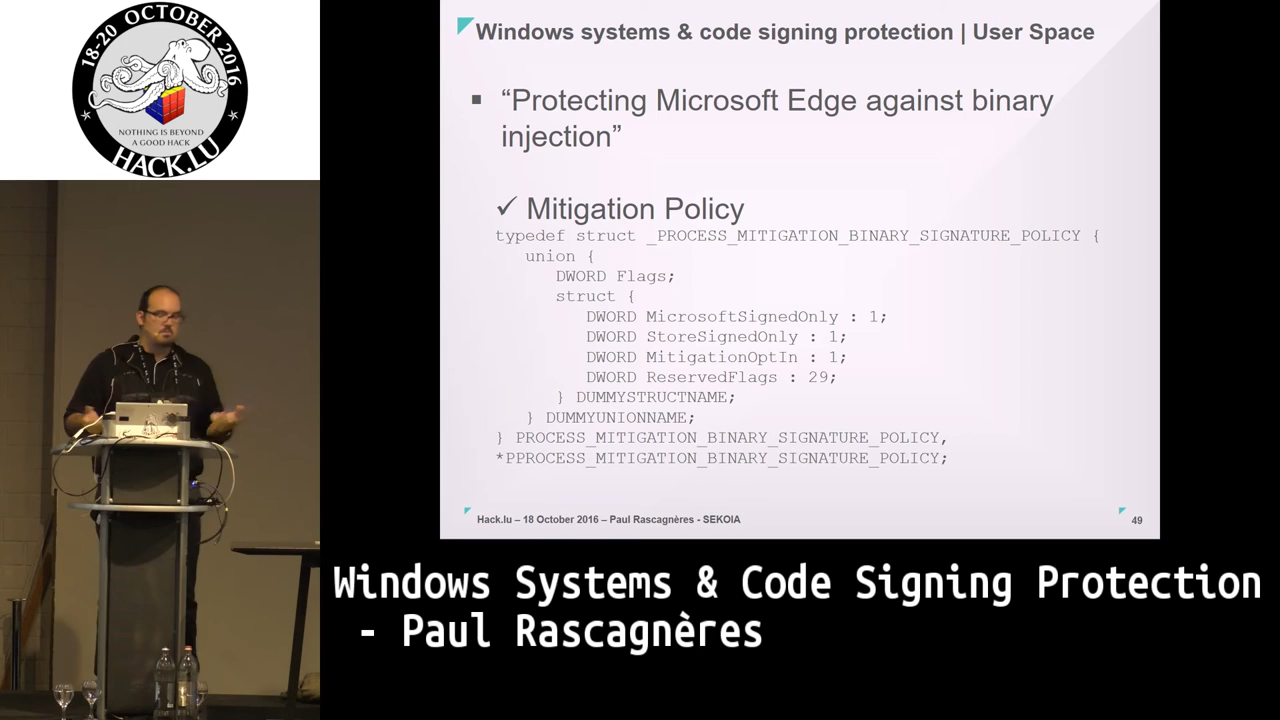 18-20 OCTOBER 2016
NOTHING IS BEYOND
A GOOD HACK
HACK.LU
Windows systems & code signing protection | User Space
▪ “Protecting Microsoft Edge against binary
injection”
✓ Mitigation Policy
typedef struct _PROCESS_MITIGATION_BINARY_SIGNATURE_POLICY {
union {
DWORD Flags;
struct {
DWORD MicrosoftSignedOnly : 1;
DWORD StoreSignedOnly : 1;
DWORD MitigationOptIn : 1;
DWORD ReservedFlags : 29;
} DUMMYSTRUCTNAME;
} DUMMYUNIONNAME;
} PROCESS_MITIGATION_BINARY_SIGNATURE_POLICY,
*PPROCESS_MITIGATION_BINARY_SIGNATURE_POLICY;
Hack.lu – 18 October 2016 – Paul Rascagnères - SEKOIA
49
Windows Systems & Code Signing Protection
- Paul Rascagnères